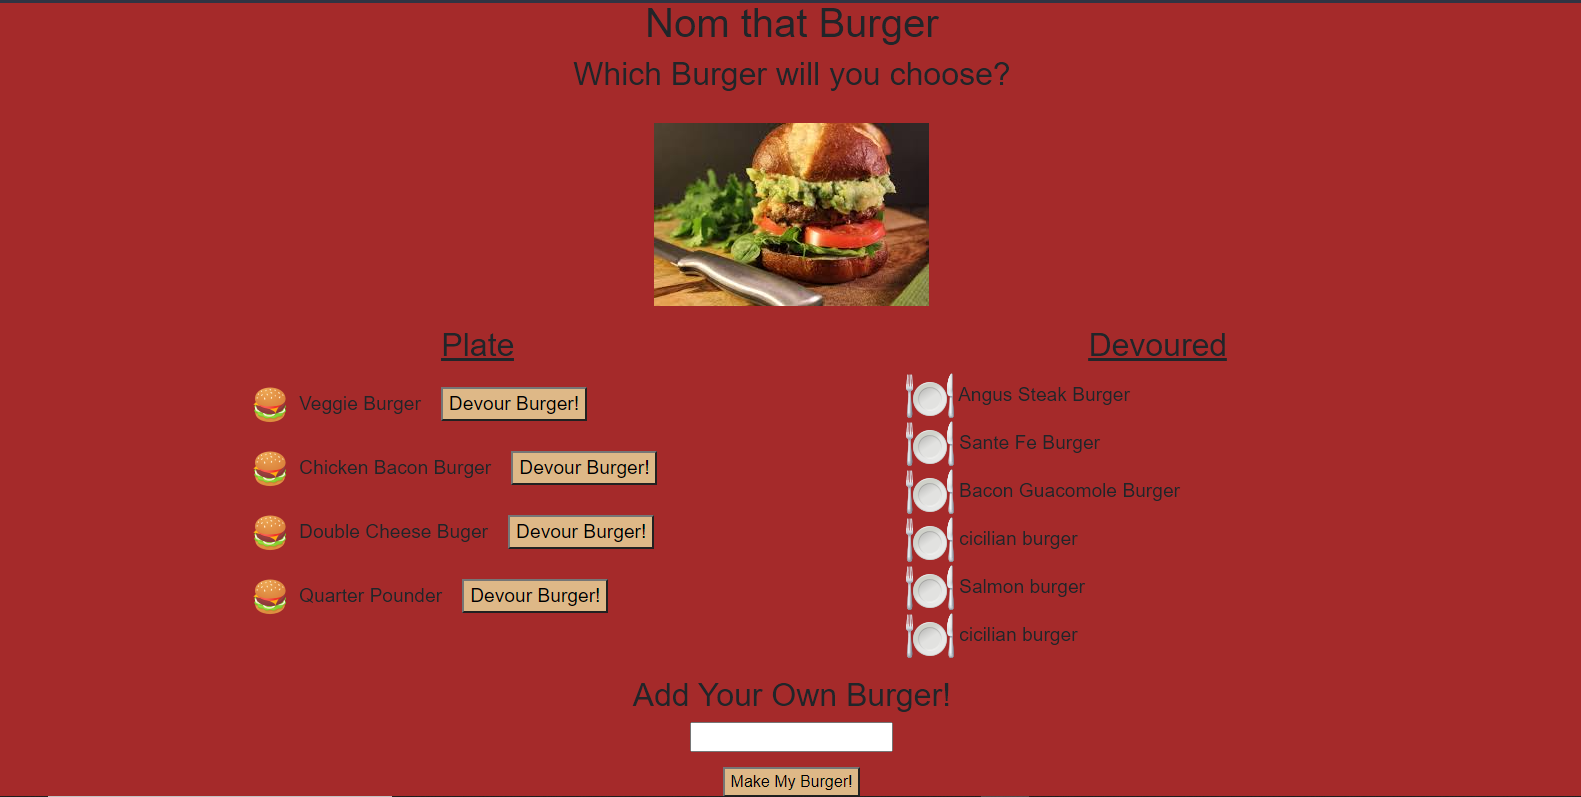 Nom that Burger
Which Burger will you choose?
Plate
Veggie Burger Devour Burger!
Chicken Bacon Burger Devour Burger!
Double Cheese Buger Devour Burger!
Quarter Pounder Devour Burger!
Devoured
Angus Steak Burger
Sante Fe Burger
Bacon Guacomole Burger
cicilian burger
Salmon burger
cicilian burger
Add Your Own Burger!
Make My Burger!